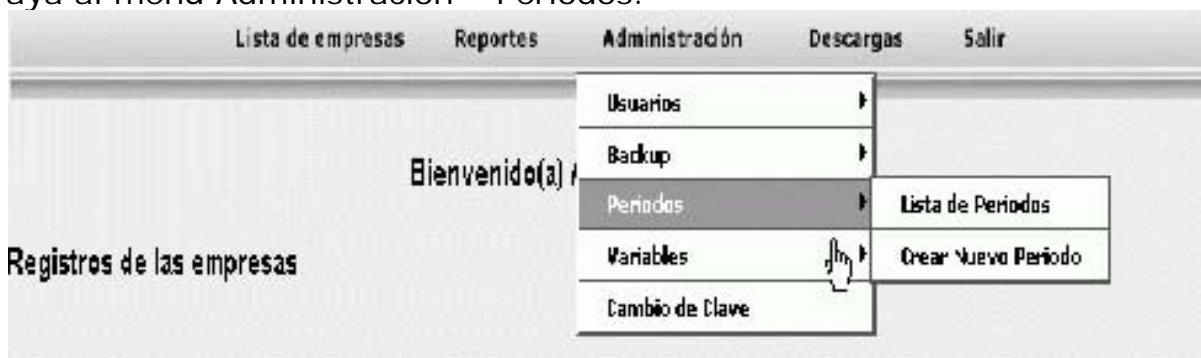 Lista de empresas Reportes Administración Descargas Salir
Usuarios
Backup
Bienvenido(a)
Periodos Lista de Periodos
Registros de las empresas Variables Crear Nuevo Periodo
Cambio de Clave